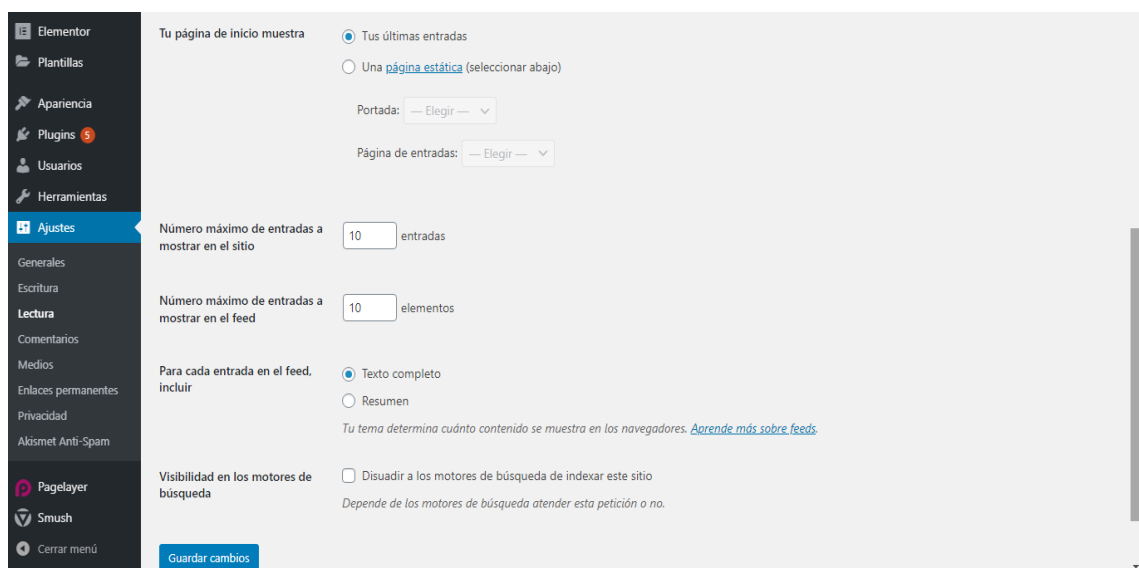 Elementor
Plantillas
Apariencia
Plugins 5
Usuarios
Herramientas
Ajustes
Generales
Escritura
Lectura
Comentarios
Medios
Enlaces permanentes
Privacidad
Akismet Anti-Spam
Pagelayer
Smush
Cerrar menú
Tu página de inicio muestra
Tus últimas entradas
Una página estática (seleccionar abajo)
Portada: — Elegir —
Página de entradas: — Elegir —
Número máximo de entradas a
mostrar en el sitio
10 entradas
Número máximo de entradas a
mostrar en el feed
10 elementos
Para cada entrada en el feed,
incluir
Texto completo
Resumen
Tu tema determina cuánto contenido se muestra en los navegadores. Aprende más sobre feeds.
Visibilidad en los motores de
búsqueda
Disuadir a los motores de búsqueda de indexar este sitio
Depende de los motores de búsqueda atender esta petición o no.
Guardar cambios